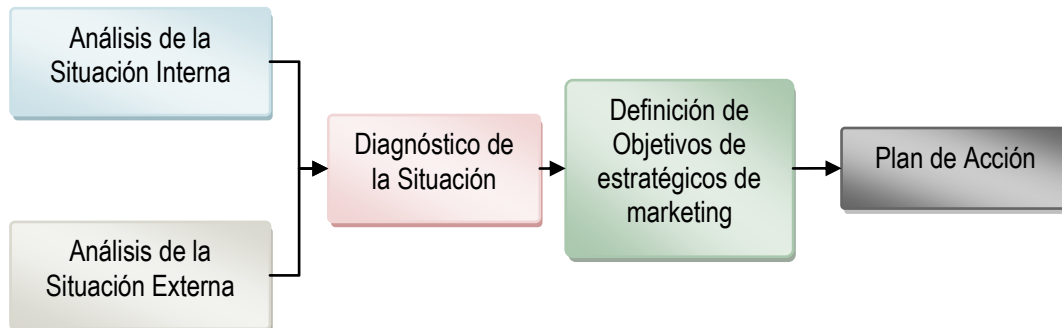 Análisis de la
Situación Interna
Análisis de la
Situación Externa
Diagnóstico de
la Situación
Definición de
Objetivos de
estratégicos de
marketing
Plan de Acción